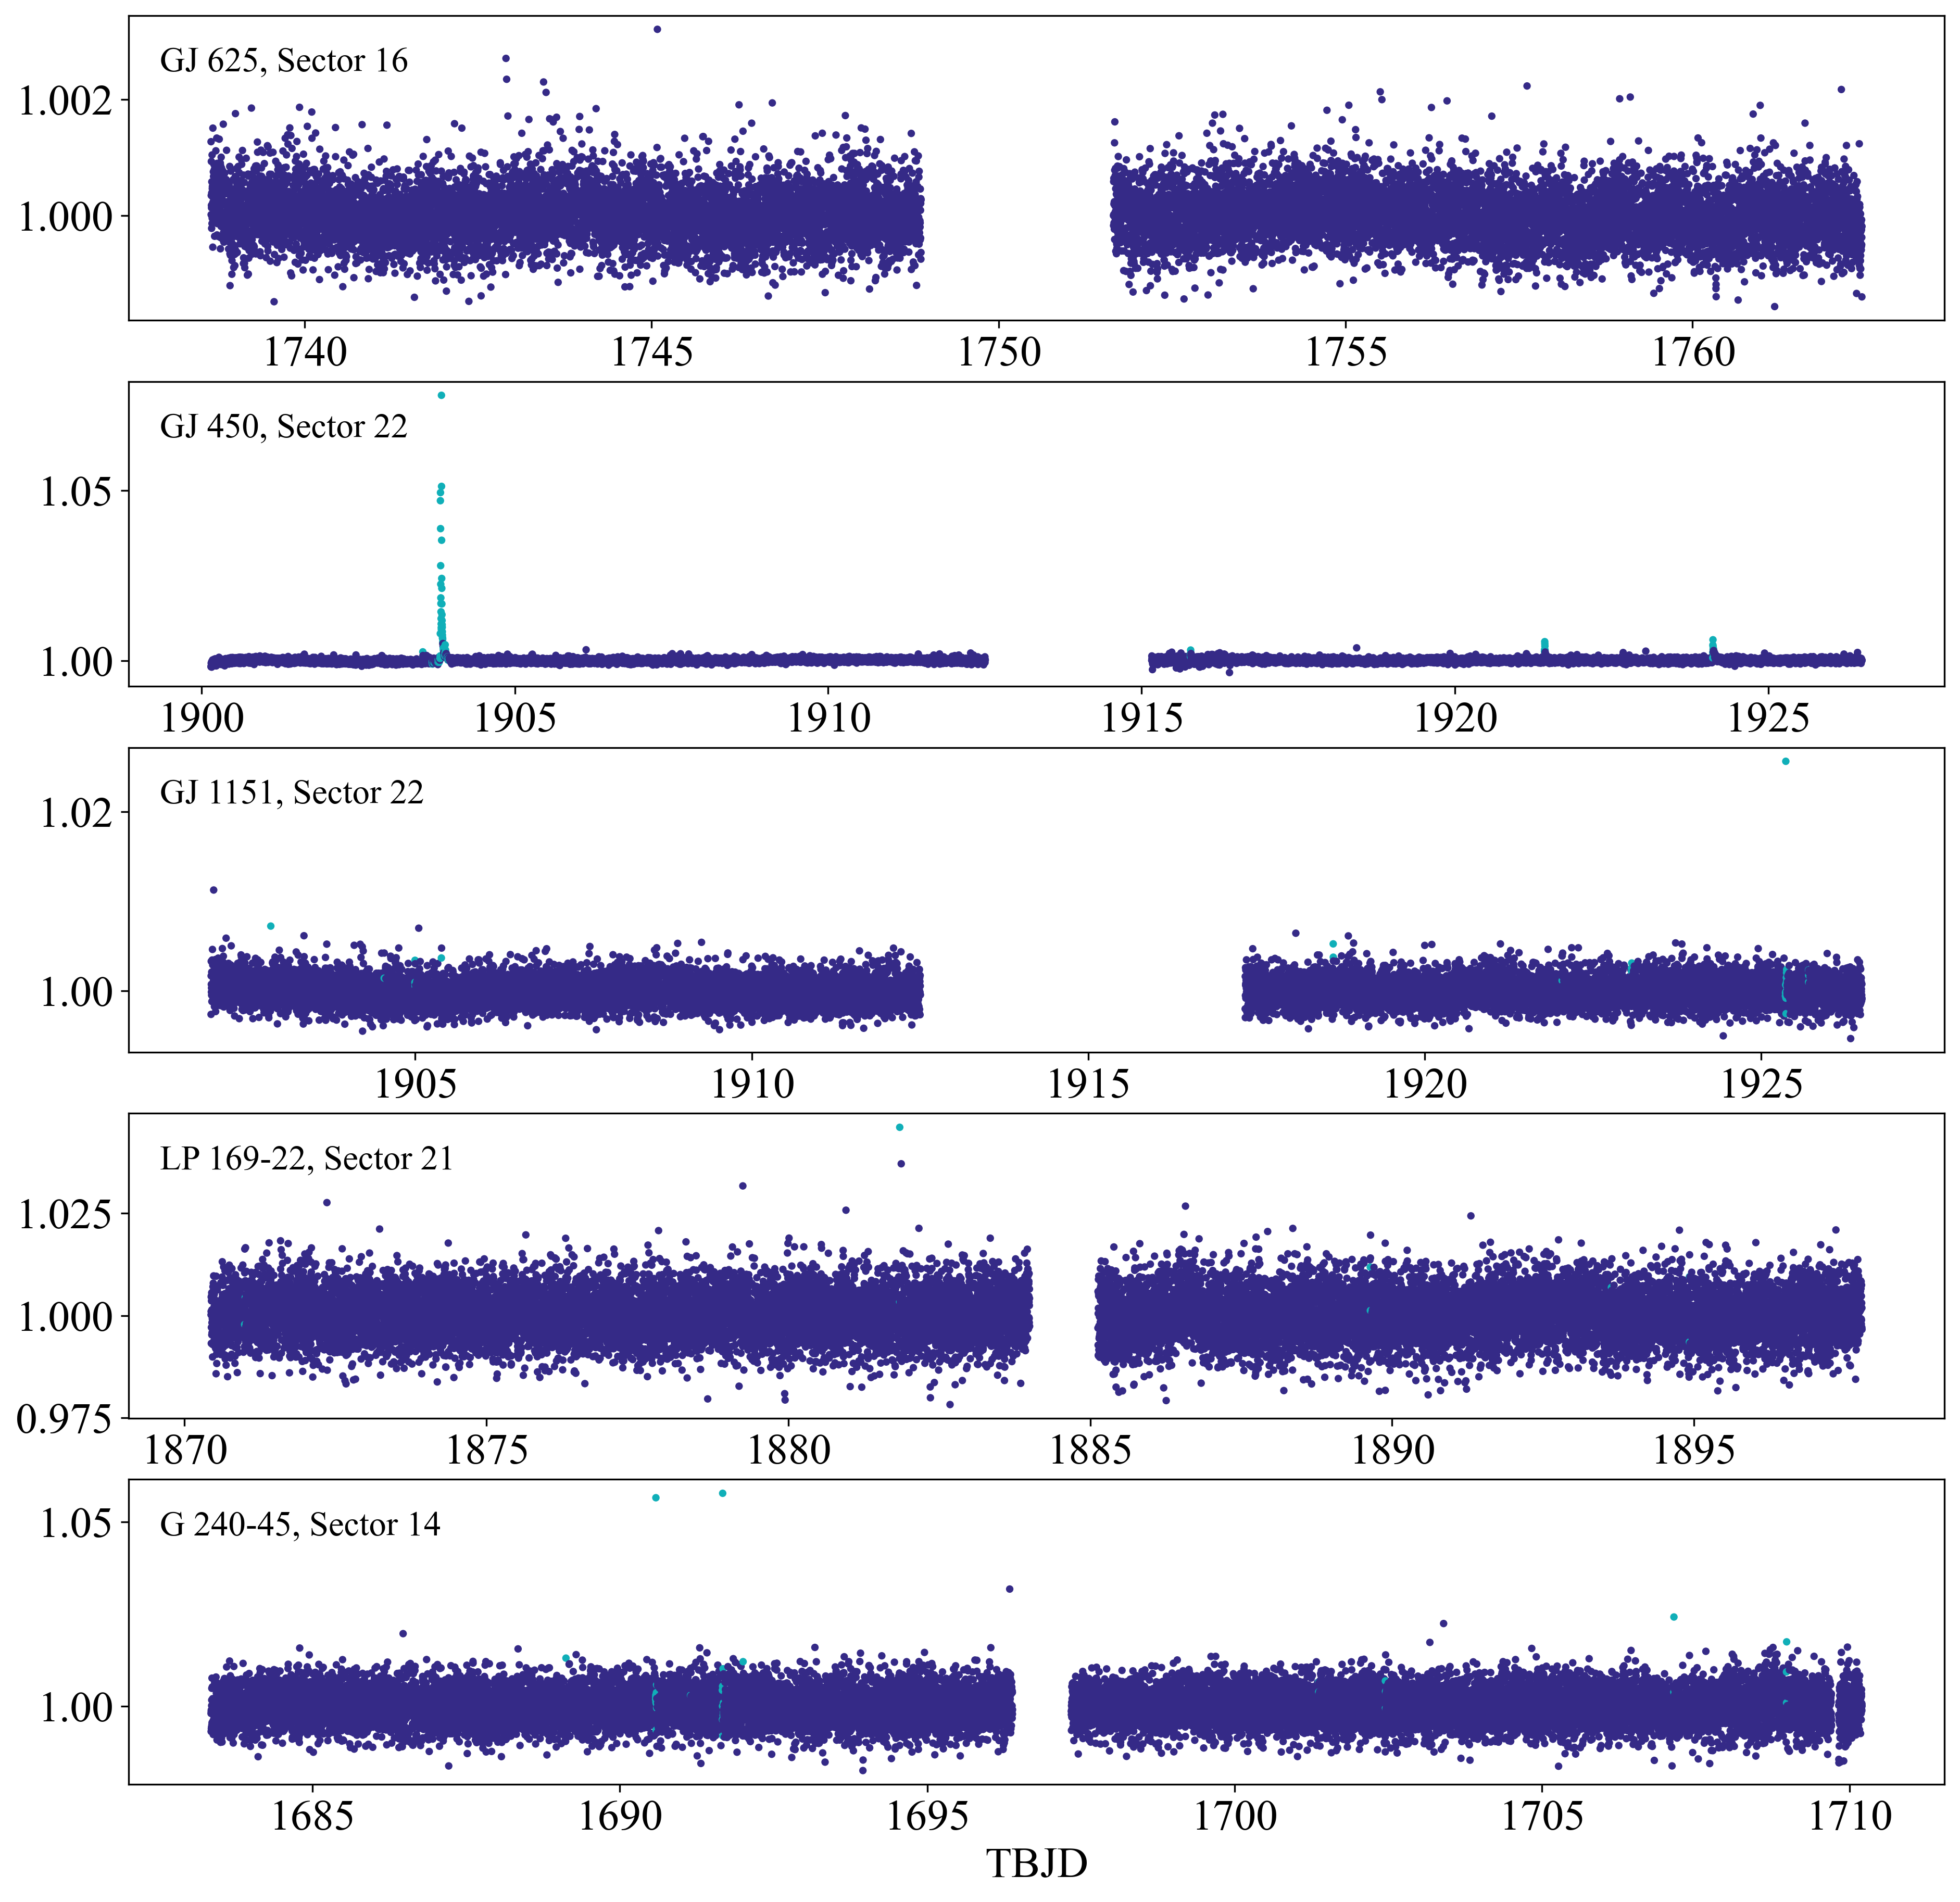 GJ 625, Sector 16
1.002
1.000
1740 1745 1750 1755 1760
GJ 450, Sector 22
1.05
1.00
1900 1905 1910 1915 1920 1925
GJ 1151, Sector 22
1.02
1.00
1905 1910 1915 1920 1925
LP 169-22, Sector 21
1.025
1.000
0.975
1870 1875 1880 1885 1890 1895
G 240-45, Sector 14
1.05
1.00
1685 1690 1695 1700 1705 1710
TBJD